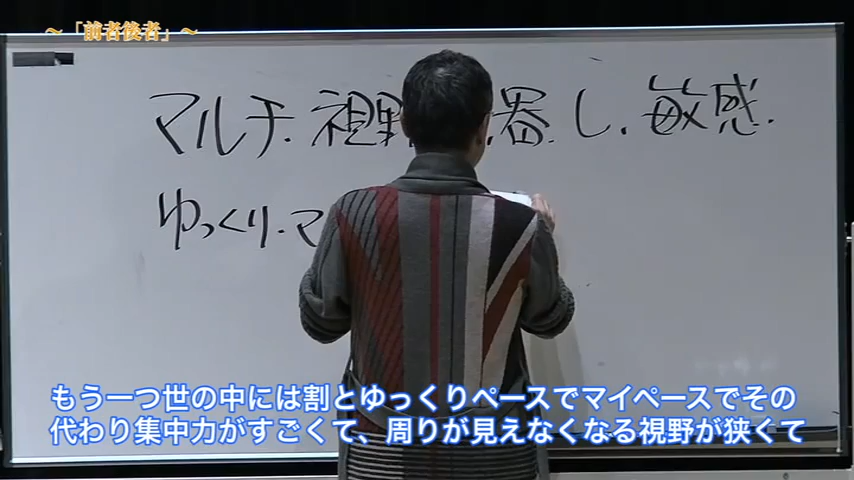 ～「前者後者」～
マルチ.視野 .器.し.敏感.
ゆっくり.マ
もう一つ世の中には割とゆっくりペースでマイペースでその
代わり集中力がすごくて、周りが見えなくなる視野が狭くて